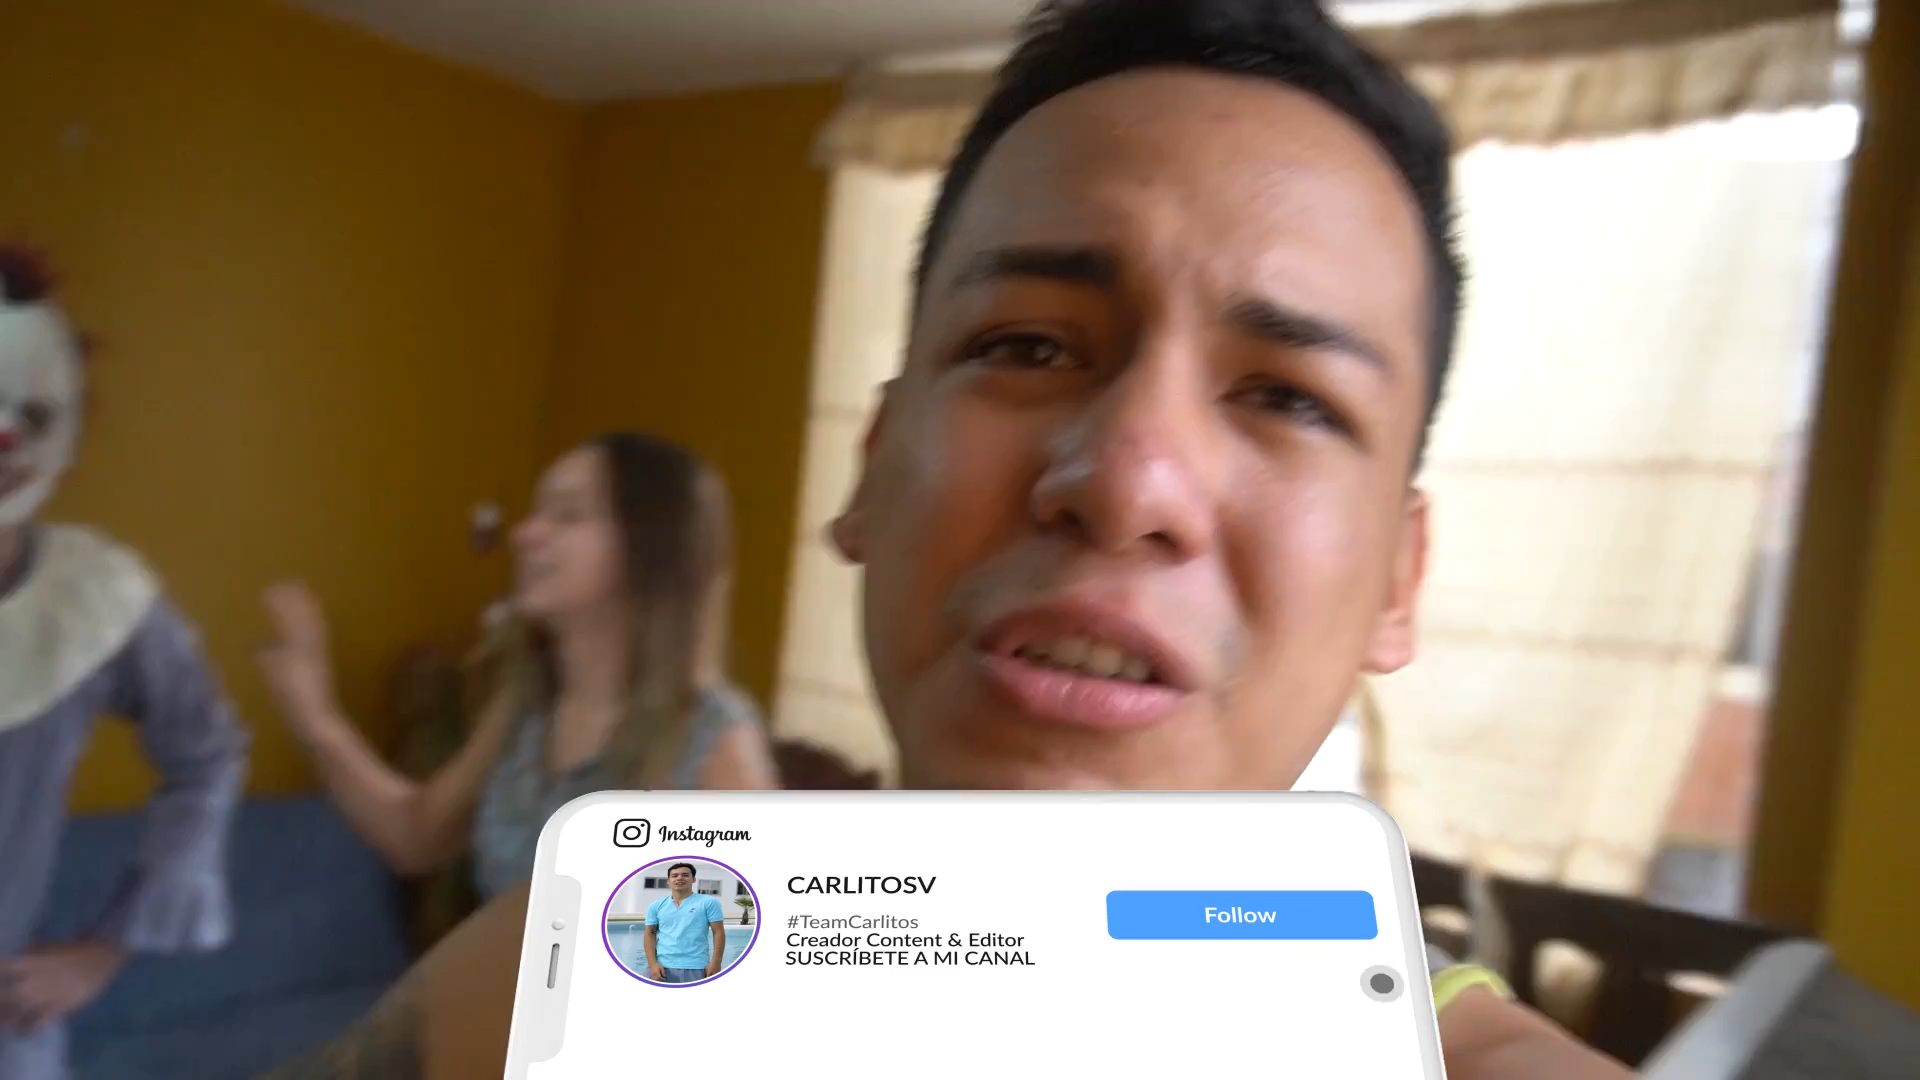 Instagram
CARLITOSV
#TeamCarlitos
Creador Content & Editor
SUSCRÍBETE A MI CANAL
Follow